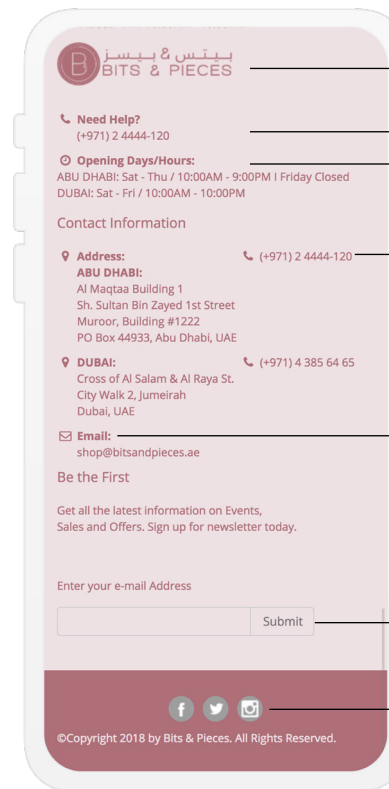 بيتس & بيسز
BITS & PIECES
Need Help?
(+971) 2 4444-120
Opening Days/Hours:
ABU DHABI: Sat - Thu / 10:00AM - 9:00PM I Friday Closed
DUBAI: Sat - Fri / 10:00AM - 10:00PM
Contact Information
Address:
(+971) 2 4444-120
ABU DHABI:
Al Maqtaa Building 1
Sh. Sultan Bin Zayed 1st Street
Muroor, Building #1222
PO Box 44933, Abu Dhabi, UAE
DUBAI:
(+971) 4 385 64 65
Cross of Al Salam & Al Raya St.
City Walk 2, Jumeirah
Dubai, UAE
Email:
shop@bitsandpieces.ae
Be the First
Get all the latest information on Events,
Sales and Offers. Sign up for newsletter today.
Enter your e-mail Address
Submit
©Copyright 2018 by Bits & Pieces. All Rights Reserved.